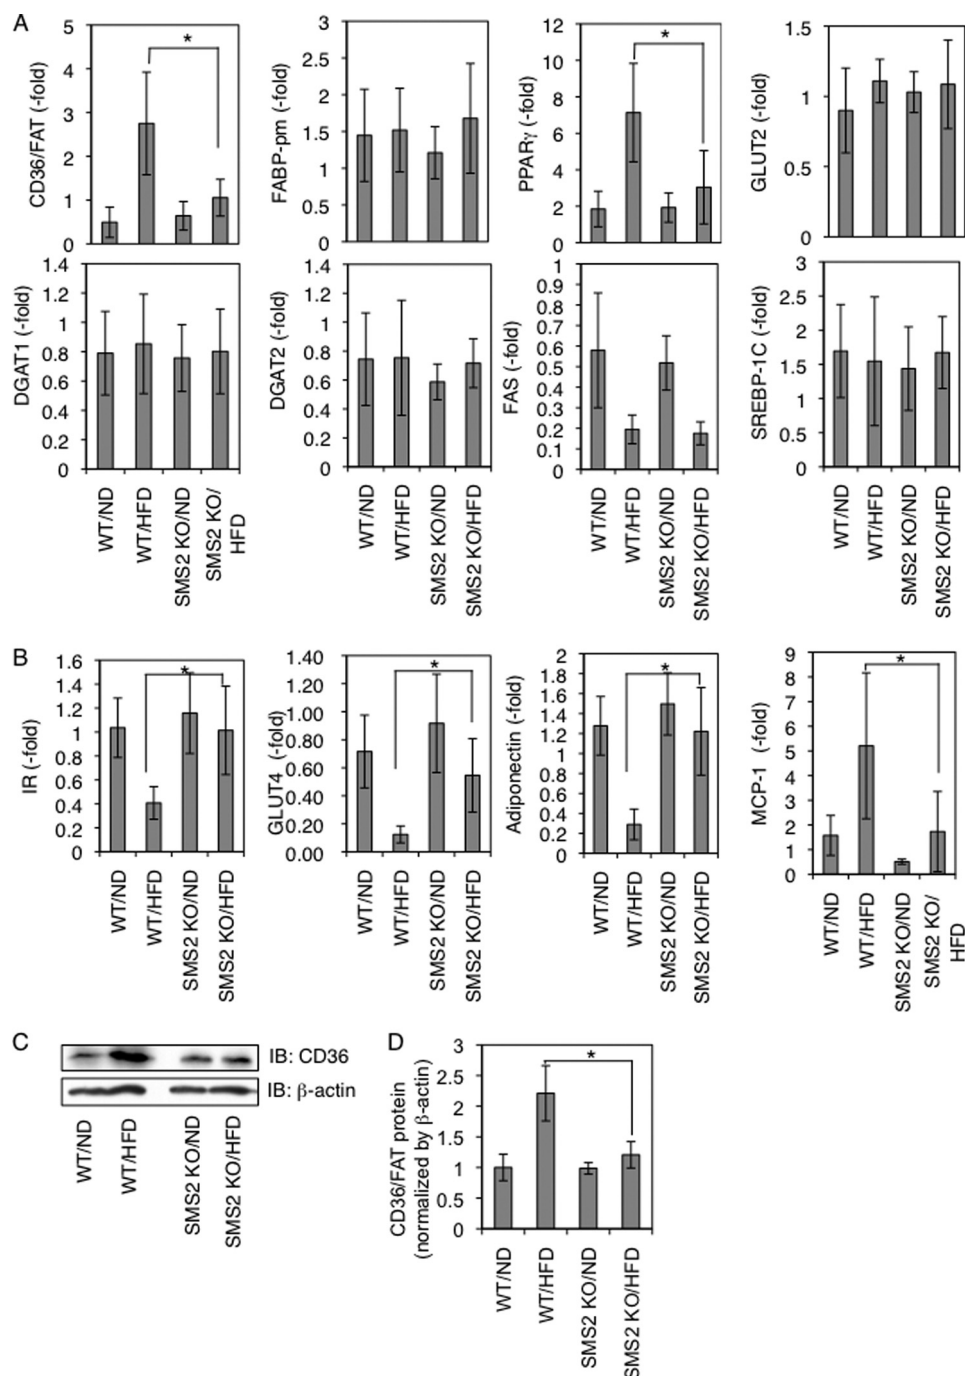 A
CD36/FAT (-fold)
5
4
3
2
1
0
*
FABP-pm (-fold)
3
2.5
2
1.5
1
0.5
0
PPARγ (-fold)
12
10
8
6
4
2
0
*
GLUT2 (-fold)
1.5
1
0.5
0
DGAT1 (-fold)
1.4
1.2
1
0.8
0.6
0.4
0.2
0
WT/ND
WT/HFD
SMS2 KO/ND
SMS2 KO/
HFD
DGAT2 (-fold)
1.4
1.2
1
0.8
0.6
0.4
0.2
0
WT/ND
WT/HFD
SMS2 KO/ND
SMS2 KO/HFD
FAS (-fold)
1
0.9
0.8
0.7
0.6
0.5
0.4
0.3
0.2
0.1
0
WT/ND
WT/HFD
SMS2 KO/ND
SMS2 KO/HFD
SREBP-1C (-fold)
3
2.5
2
1.5
1
0.5
0
WT/ND
WT/HFD
SMS2 KO/ND
SMS2 KO/HFD
B
IR (-fold)
1.6
1.4
1.2
1
0.8
0.6
0.4
0.2
0
*
WT/ND
WT/HFD
SMS2 KO/ND
SMS2 KO/HFD
GLUT4 (-fold)
1.40
1.20
1.00
0.80
0.60
0.40
0.20
0.00
*
WT/ND
WT/HFD
SMS2 KO/ND
SMS2 KO/HFD
Adiponectin (-fold)
2
1.8
1.6
1.4
1.2
1
0.8
0.6
0.4
0.2
0
*
WT/ND
WT/HFD
SMS2 KO/ND
SMS2 KO/HFD
MCP-1 (-fold)
9
8
7
6
5
4
3
2
1
0
*
WT/ND
WT/HFD
SMS2 KO/ND
SMS2 KO/
HFD
C
IB: CD36
IB: β-actin
WT/ND
WT/HFD
SMS2 KO/ND
SMS2 KO/HFD
D
CD36/FAT protein
(normalized by β-actin)
3
2.5
2
1.5
1
0.5
0
*
WT/ND
WT/HFD
SMS2 KO/ND
SMS2 KO/HFD